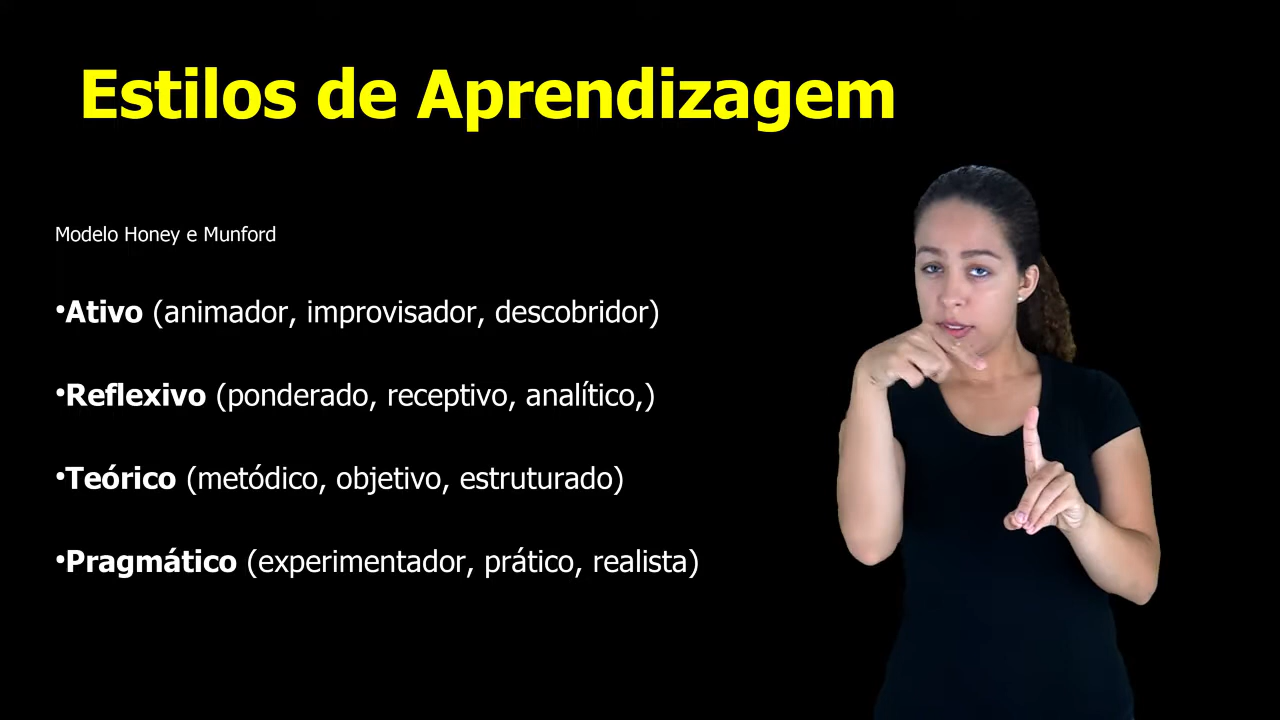 Estilos de Aprendizagem
Modelo Honey e Munford
•Ativo (animador, improvisador, descobridor)
•Reflexivo (ponderado, receptivo, analítico,)
•Teórico (metódico, objetivo, estruturado)
•Pragmático (experimentador, prático, realista)